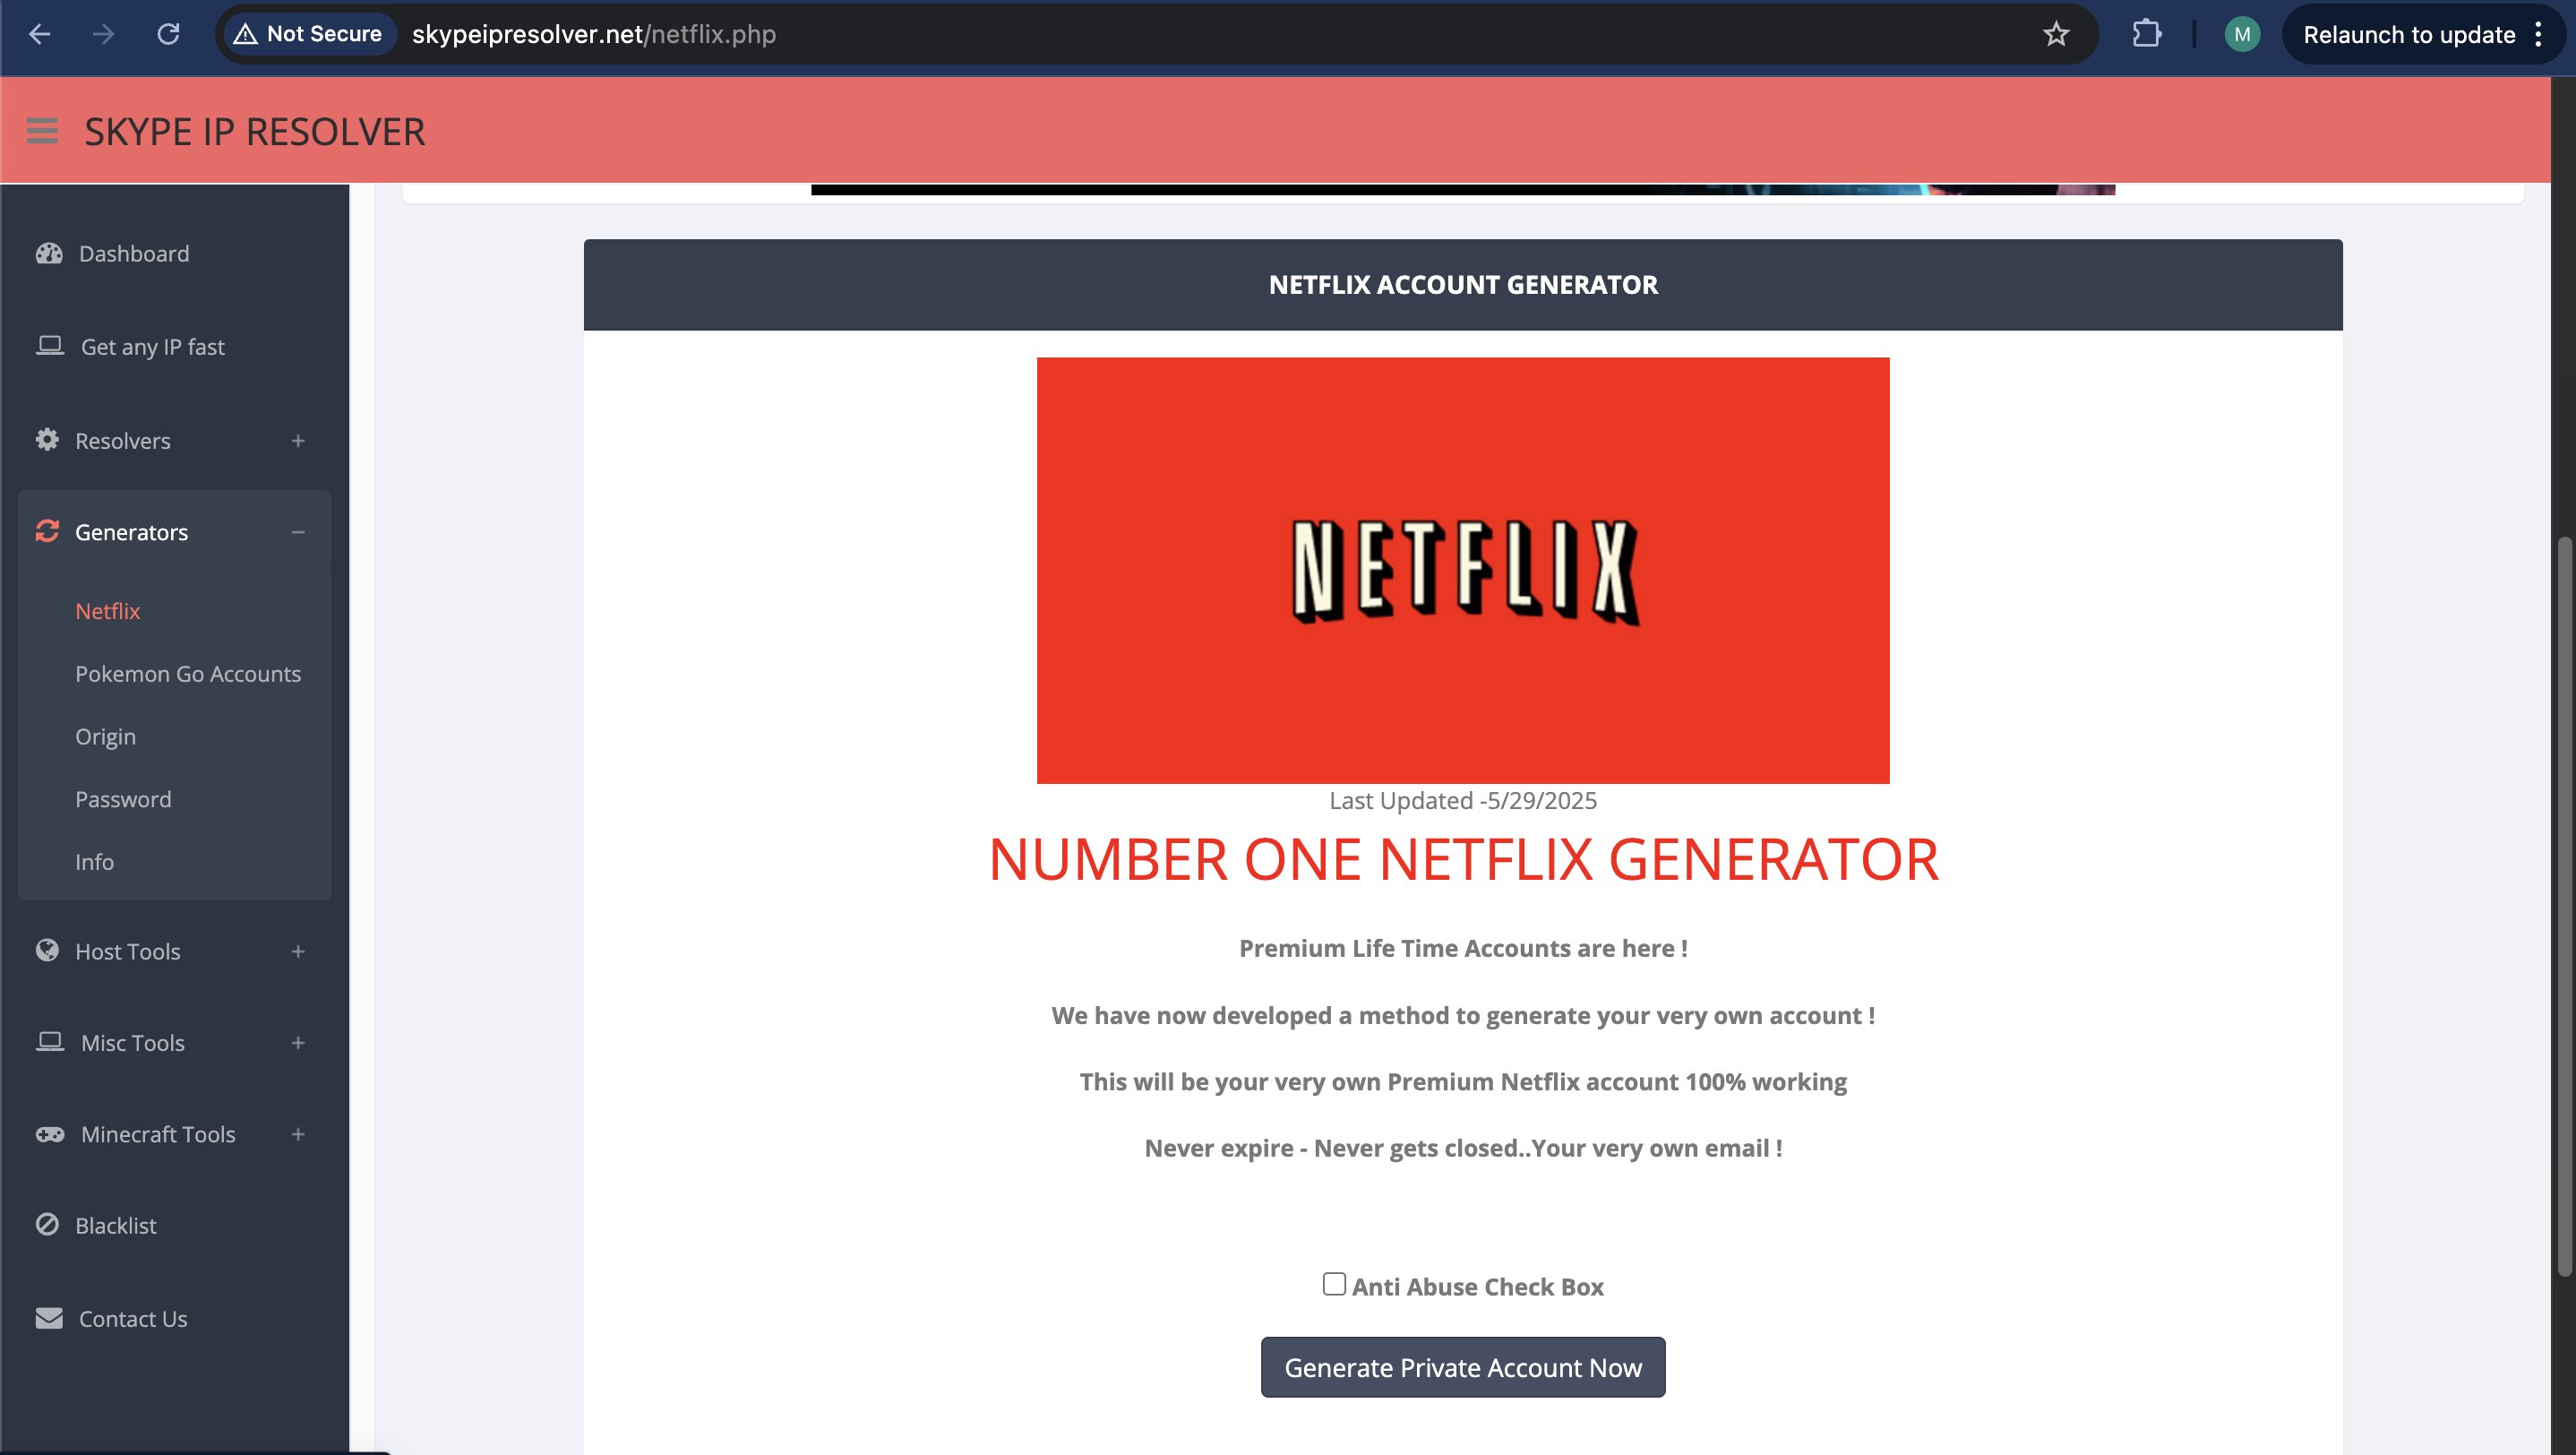 Not Secure
skypeipresolver.net/netflix.php
M
Relaunch to update
SKYPE IP RESOLVER
Dashboard
Get any IP fast
Resolvers +
Generators −
Netflix
Pokemon Go Accounts
Origin
Password
Info
Host Tools +
Misc Tools +
Minecraft Tools +
Blacklist
Contact Us
NETFLIX ACCOUNT GENERATOR
NETFLIX
Last Updated -5/29/2025
NUMBER ONE NETFLIX GENERATOR
Premium Life Time Accounts are here !
We have now developed a method to generate your very own account !
This will be your very own Premium Netflix account 100% working
Never expire - Never gets closed..Your very own email !
Anti Abuse Check Box
Generate Private Account Now